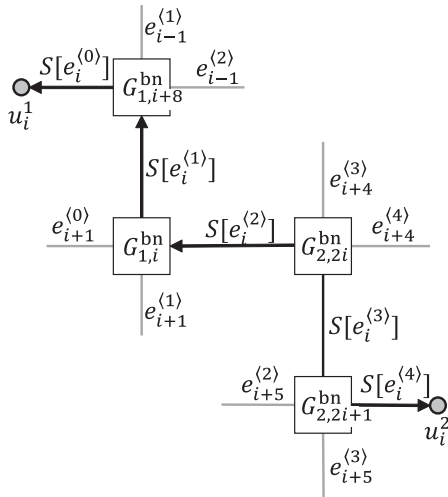 e_{i−1}^{⟨1⟩}
S[e_i^{⟨0⟩}] G_{1,i+8}^{bn} e_{i−1}^{⟨2⟩}
u_i^1
S[e_i^{⟨1⟩}] e_{i+4}^{⟨3⟩}
e_{i+1}^{⟨0⟩} G_{1,i}^{bn} S[e_i^{⟨2⟩}] G_{2,2i}^{bn} e_{i+4}^{⟨4⟩}
e_{i+1}^{⟨1⟩} S[e_i^{⟨3⟩}]
e_{i+5}^{⟨2⟩} G_{2,2i+1}^{bn} S[e_i^{⟨4⟩}]
u_i^2
e_{i+5}^{⟨3⟩}